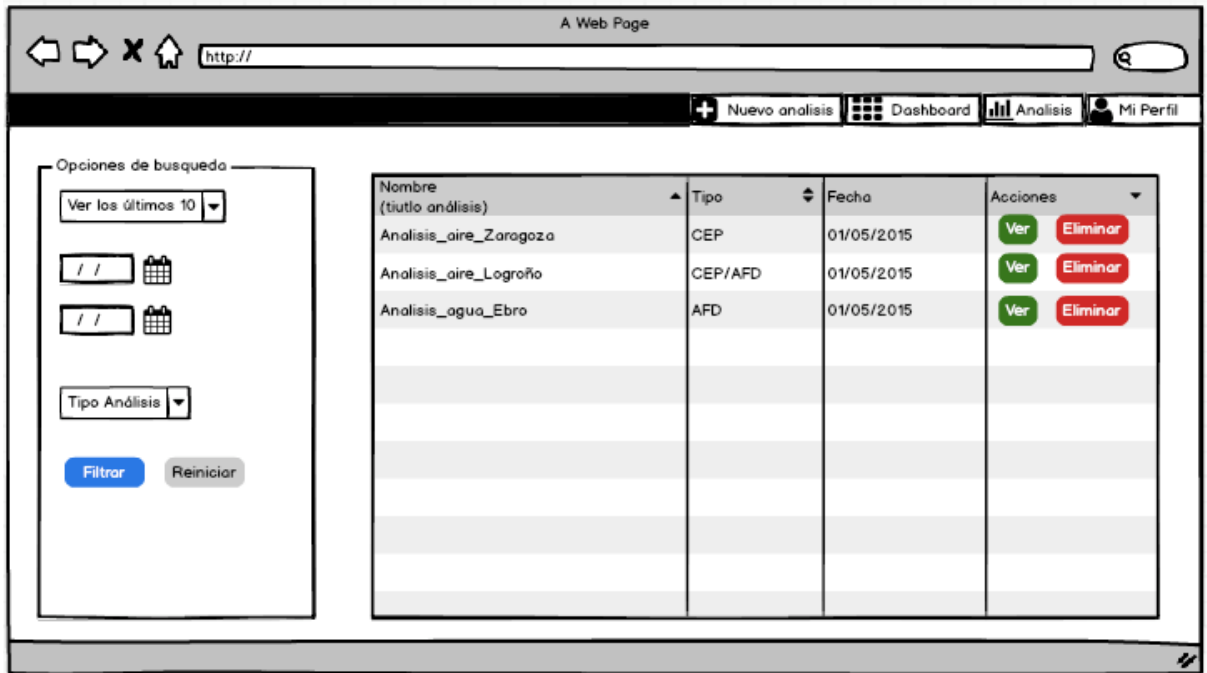 A Web Page
http://
Nuevo analisis Dashboard Analisis Mi Perfil
Opciones de busqueda
Ver los últimos 10
/ /
/ /
Tipo Análisis
Filtrar Reiniciar
Nombre
(tiutlo análisis) Tipo Fecha Acciones
Analisis_aire_Zaragoza CEP 01/05/2015 Ver Eliminar
Analisis_aire_Logroño CEP/AFD 01/05/2015 Ver Eliminar
Analisis_agua_Ebro AFD 01/05/2015 Ver Eliminar